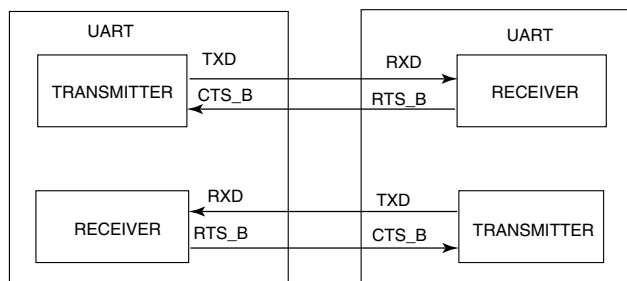 UART UART
TXD RXD
TRANSMITTER CTS_B RTS_B RECEIVER
RXD TXD
RECEIVER RTS_B CTS_B TRANSMITTER